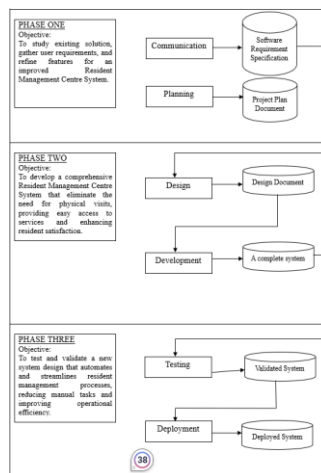 PHASE ONE
Objective:
To study existing solution,
gather user requirements, and
refine features for an
improved Resident
Management Centre System.
Communication
Software
Requirement
Specification
Planning
Project Plan
Document
PHASE TWO
Objective:
To develop a comprehensive
Resident Management Centre
System that eliminate the
need for physical visits,
providing easy access to
services and enhancing
resident satisfaction.
Design
Design Document
Development
A complete system
PHASE THREE
Objective:
To test and validate a new
system design that automates
and streamlines resident
management processes,
reducing manual tasks and
improving operational
efficiency.
Testing
Validated System
Deployment
Deployed System
38